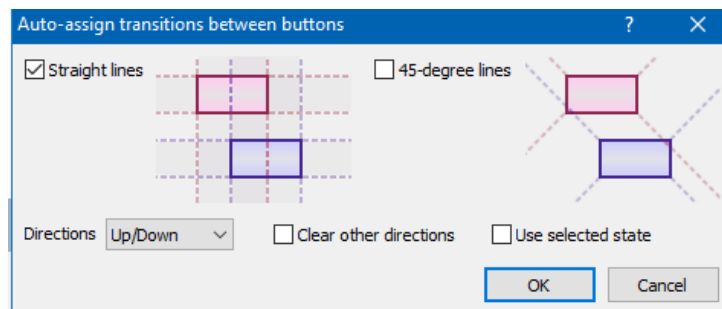 Auto-assign transitions between buttons ?
Straight lines 45-degree lines
Directions Up/Down Clear other directions Use selected state
OK Cancel